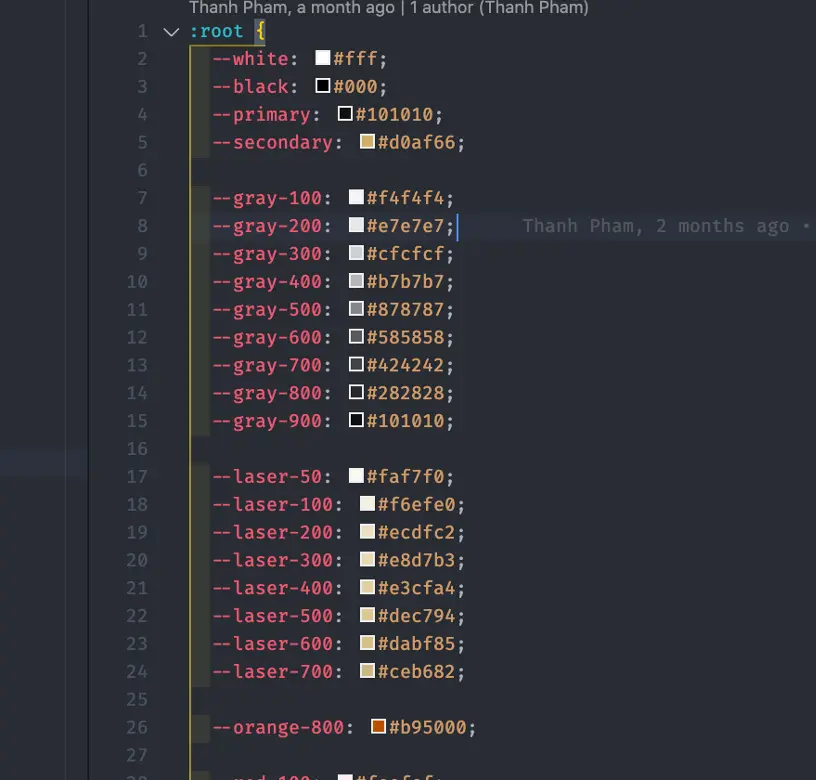 Thanh Pham, a month ago | 1 author (Thanh Pham)
1 :root {
2 --white: #fff;
3 --black: #000;
4 --primary: #101010;
5 --secondary: #d0af66;
6
7 --gray-100: #f4f4f4;
8 --gray-200: #e7e7e7; Thanh Pham, 2 months ago •
9 --gray-300: #cfcfcf;
10 --gray-400: #b7b7b7;
11 --gray-500: #878787;
12 --gray-600: #585858;
13 --gray-700: #424242;
14 --gray-800: #282828;
15 --gray-900: #101010;
16
17 --laser-50: #faf7f0;
18 --laser-100: #f6efe0;
19 --laser-200: #ecdfc2;
20 --laser-300: #e8d7b3;
21 --laser-400: #e3cfa4;
22 --laser-500: #dec794;
23 --laser-600: #dabf85;
24 --laser-700: #ceb682;
25
26 --orange-800: #b95000;
27